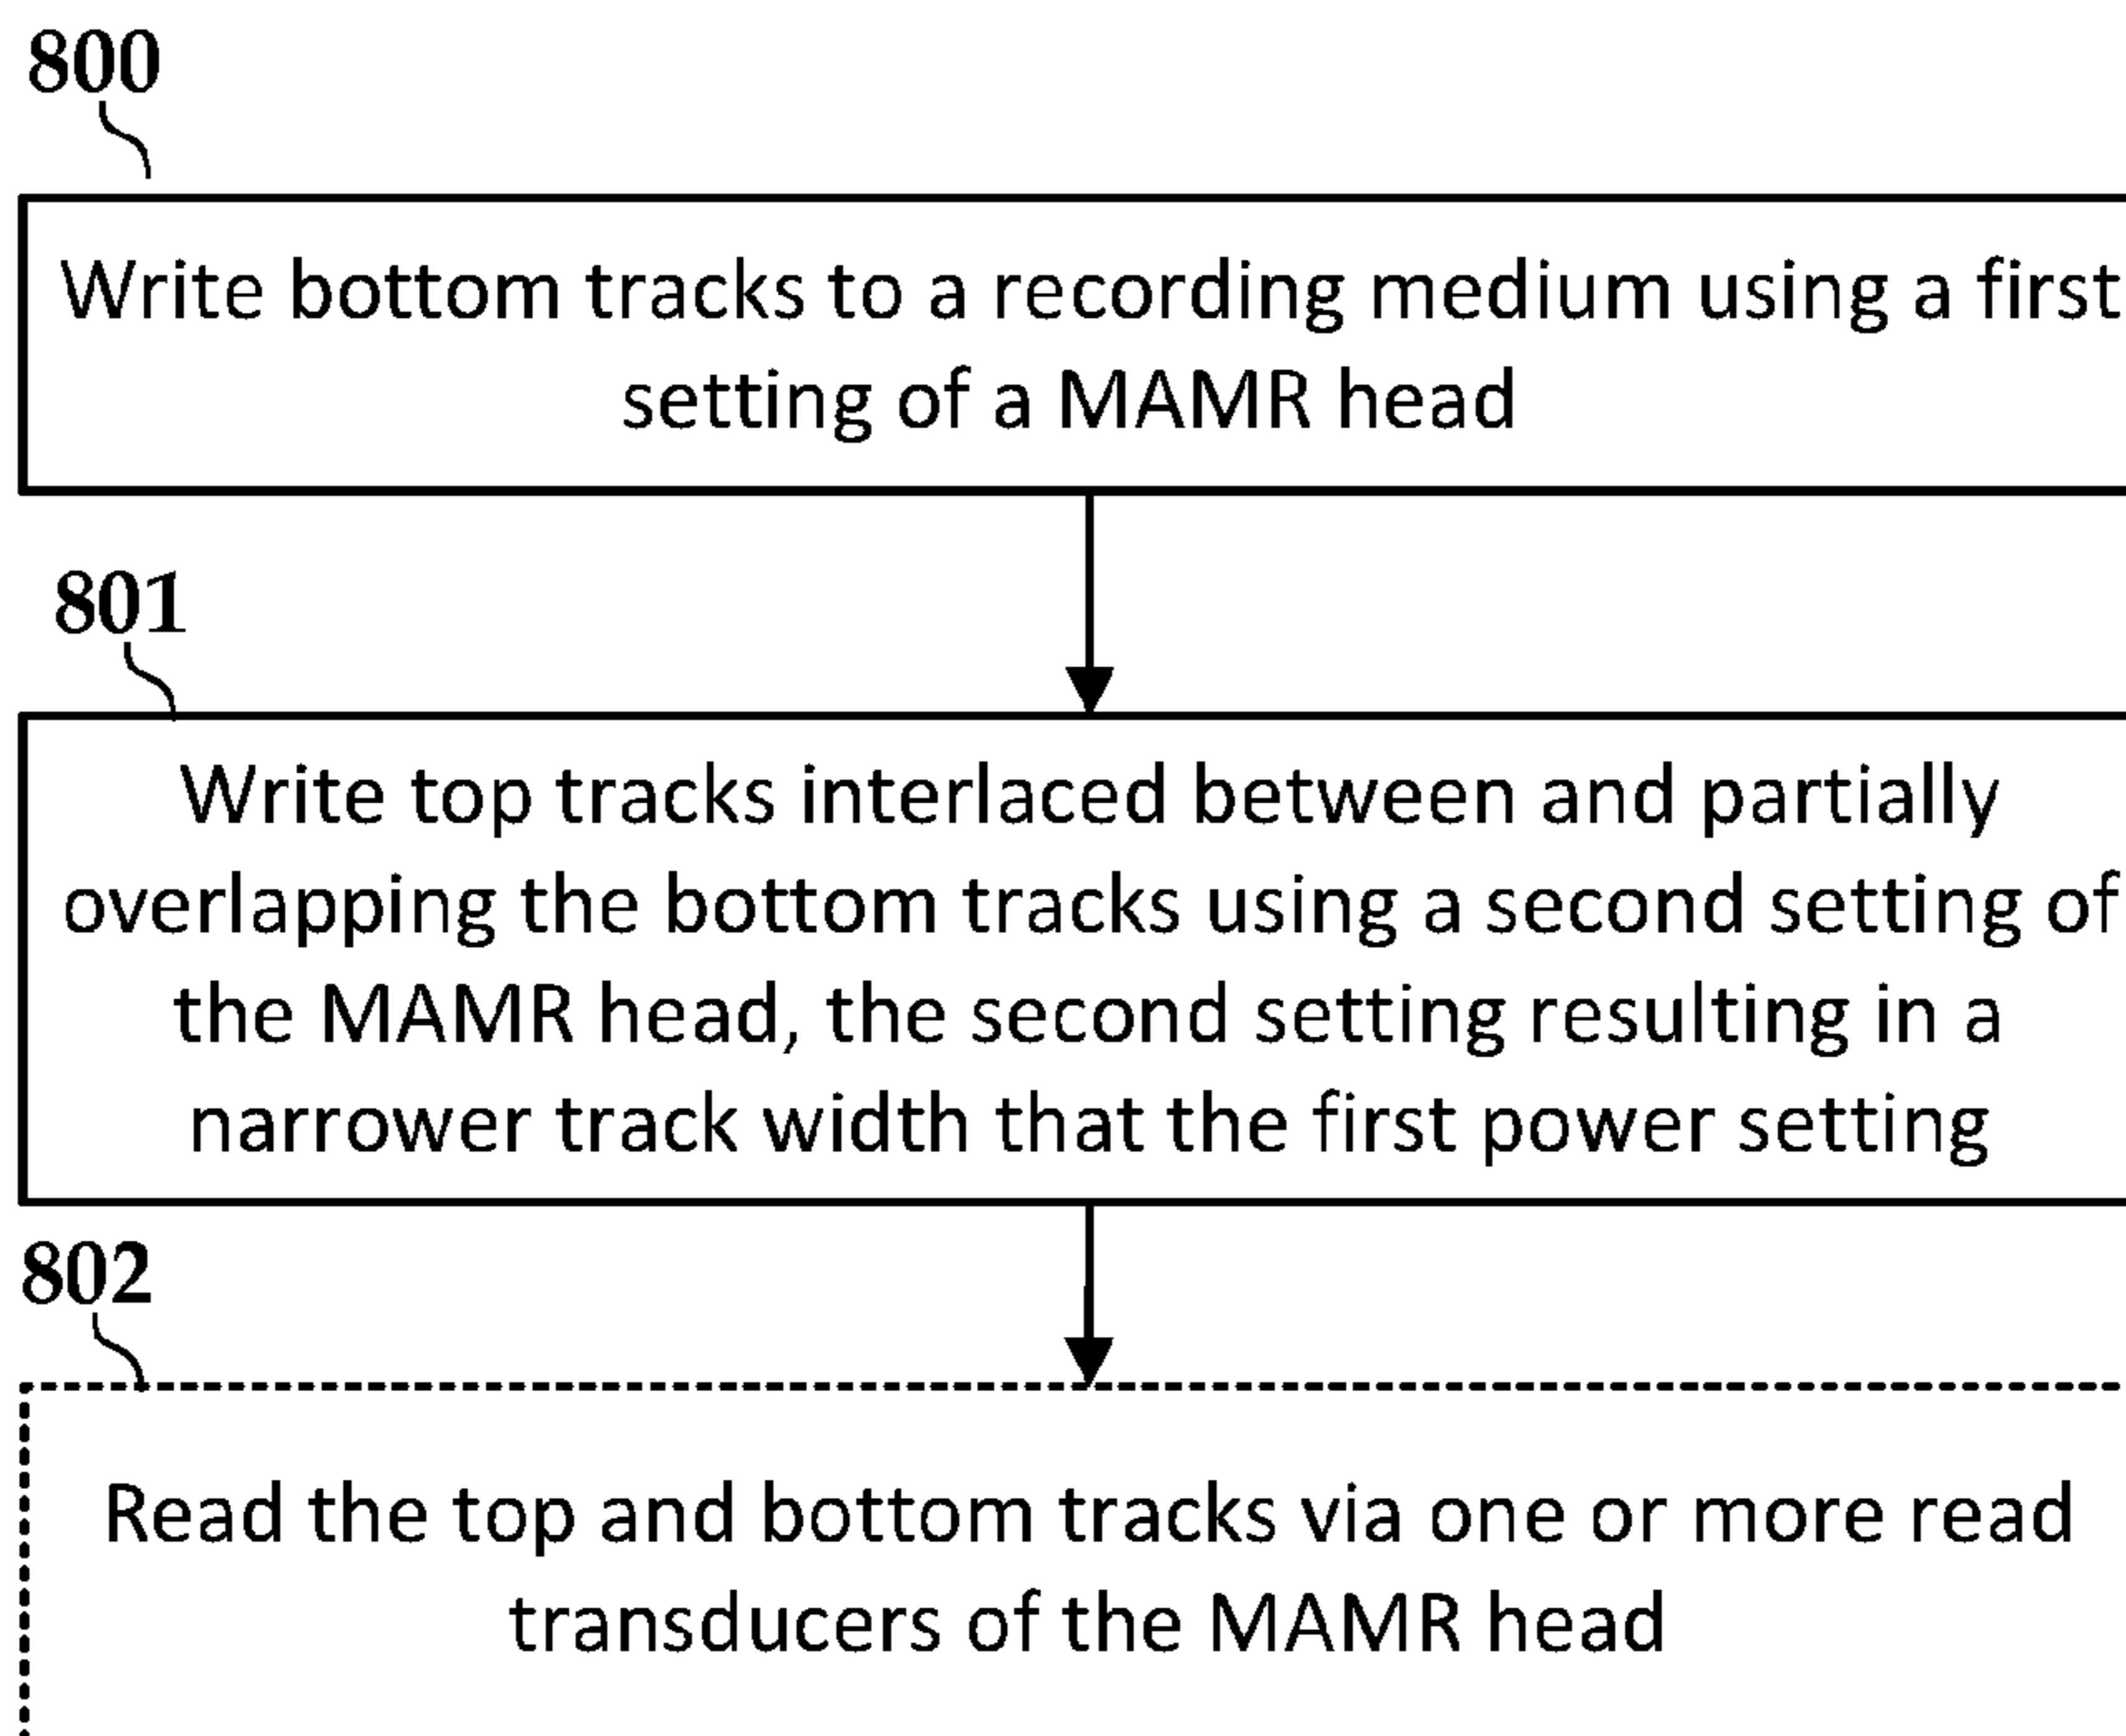 800
Write bottom tracks to a recording medium using a first
setting of a MAMR head
801
Write top tracks interlaced between and partially
overlapping the bottom tracks using a second setting of
the MAMR head, the second setting resulting in a
narrower track width that the first power setting
802
Read the top and bottom tracks via one or more read
transducers of the MAMR head